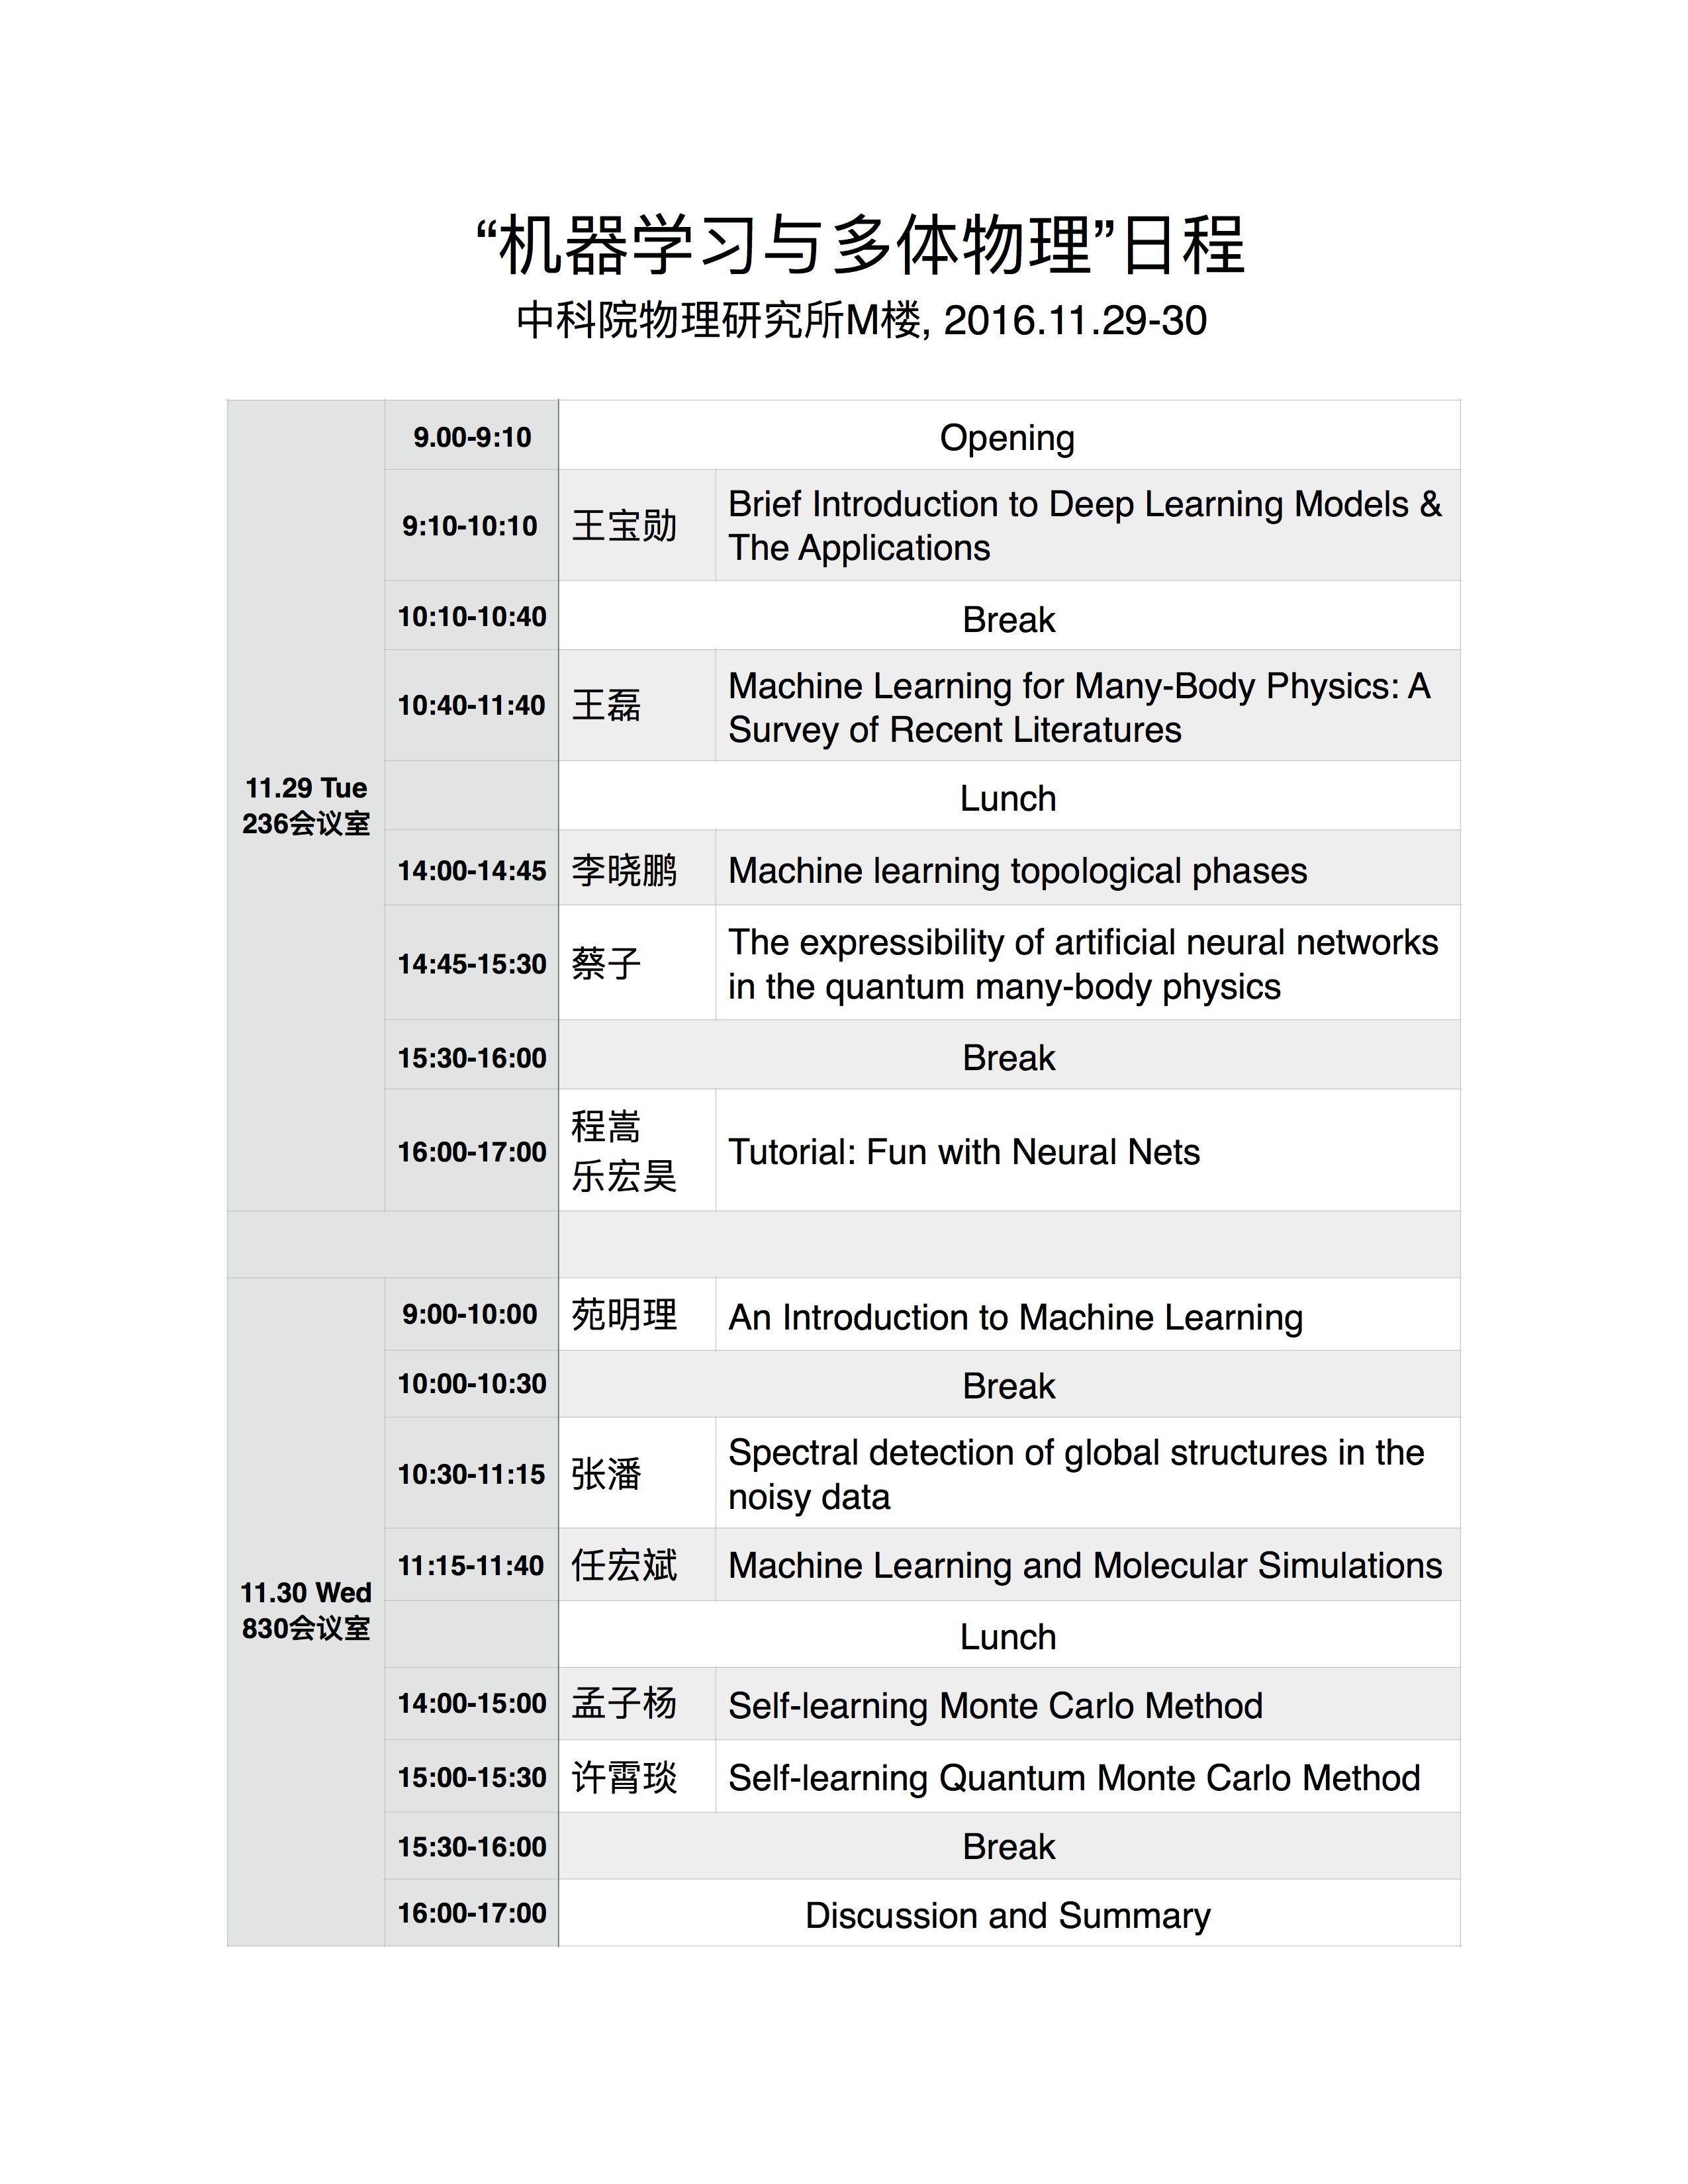 “机器学习与多体物理”日程
中科院物理研究所M楼, 2016.11.29-30
11.29 Tue
236会议室
9.00-9:10
Opening
9:10-10:10
王宝勋
Brief Introduction to Deep Learning Models &
The Applications
10:10-10:40
Break
10:40-11:40
王磊
Machine Learning for Many-Body Physics: A
Survey of Recent Literatures
Lunch
14:00-14:45
李晓鹏
Machine learning topological phases
14:45-15:30
蔡子
The expressibility of artificial neural networks
in the quantum many-body physics
15:30-16:00
Break
16:00-17:00
程嵩
乐宏昊
Tutorial: Fun with Neural Nets
11.30 Wed
830会议室
9:00-10:00
苑明理
An Introduction to Machine Learning
10:00-10:30
Break
10:30-11:15
张潘
Spectral detection of global structures in the
noisy data
11:15-11:40
任宏斌
Machine Learning and Molecular Simulations
Lunch
14:00-15:00
孟子杨
Self-learning Monte Carlo Method
15:00-15:30
许霄琰
Self-learning Quantum Monte Carlo Method
15:30-16:00
Break
16:00-17:00
Discussion and Summary